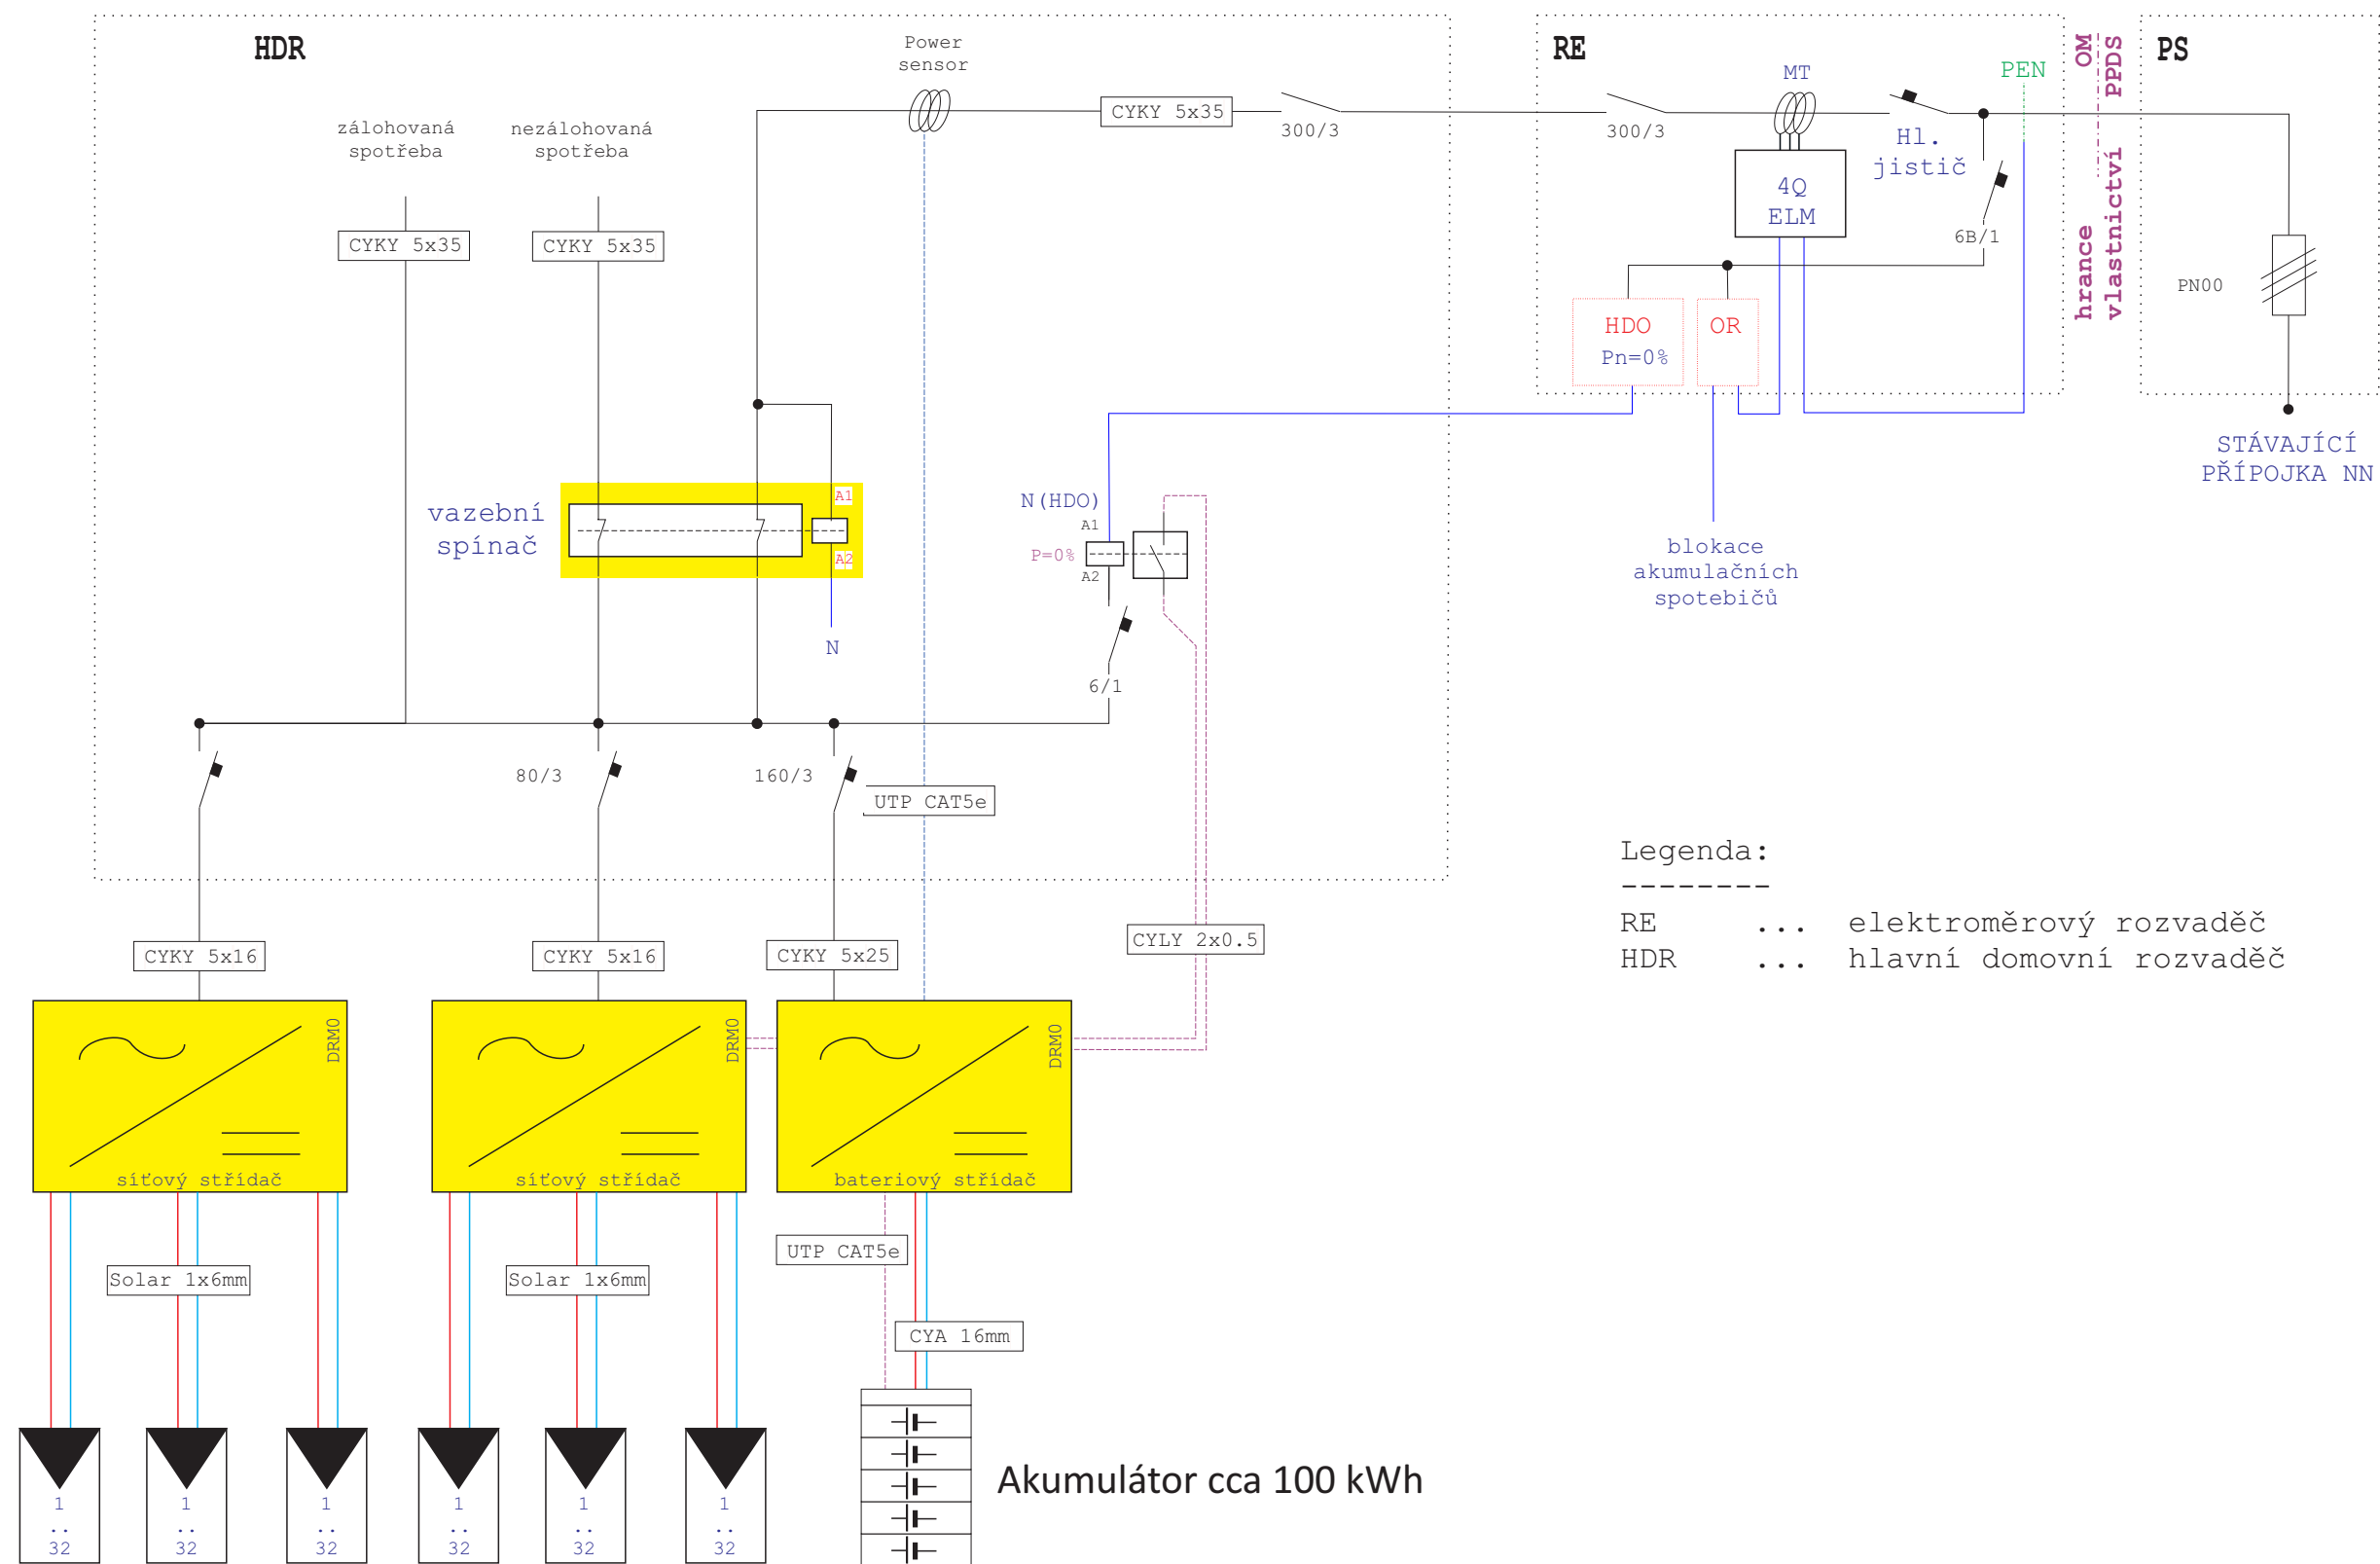 HDR
Power
sensor
RE
MT
PEN
OM
PPDS
PS
zálohovaná
spotřeba
nezálohovaná
spotřeba
CYKY 5x35
300/3
300/3
Hl.
jistič
4Q
ELM
6B/1
hrance
vlastnictví
CYKY 5x35
CYKY 5x35
PN00
HDO
Pn=0%
OR
STÁVAJÍCÍ
PŘÍPOJKA NN
vazební
spínač
A1
A2
N
N(HDO)
A1
P=0%
A2
6/1
blokace
akumulačních
spotebičů
80/3
160/3
UTP CAT5e
Legenda:
--------
RE ... elektroměrový rozvaděč
HDR ... hlavní domovní rozvaděč
CYKY 5x16
CYKY 5x16
CYKY 5x25
CYLY 2x0.5
DRM0
DRM0
DRM0
síťový střídač
síťový střídač
bateriový střídač
UTP CAT5e
Solar 1x6mm
Solar 1x6mm
CYA 16mm
Akumulátor cca 100 kWh
1
..
32
1
..
32
1
..
32
1
..
32
1
..
32
1
..
32